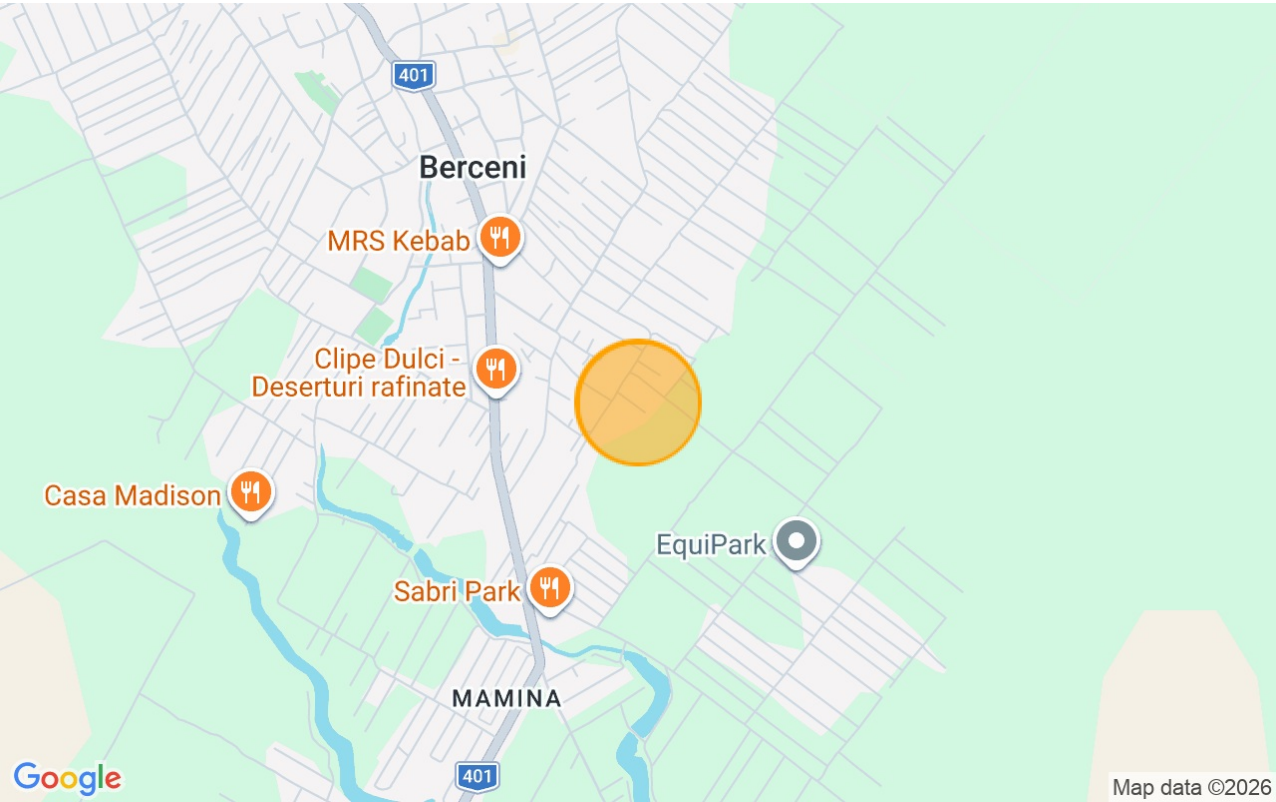 401
Berceni
MRS Kebab
Clipe Dulci -
Deserturi rafinate
Casa Madison
EquiPark
Sabri Park
MAMINA
401
Google
Map data ©2026